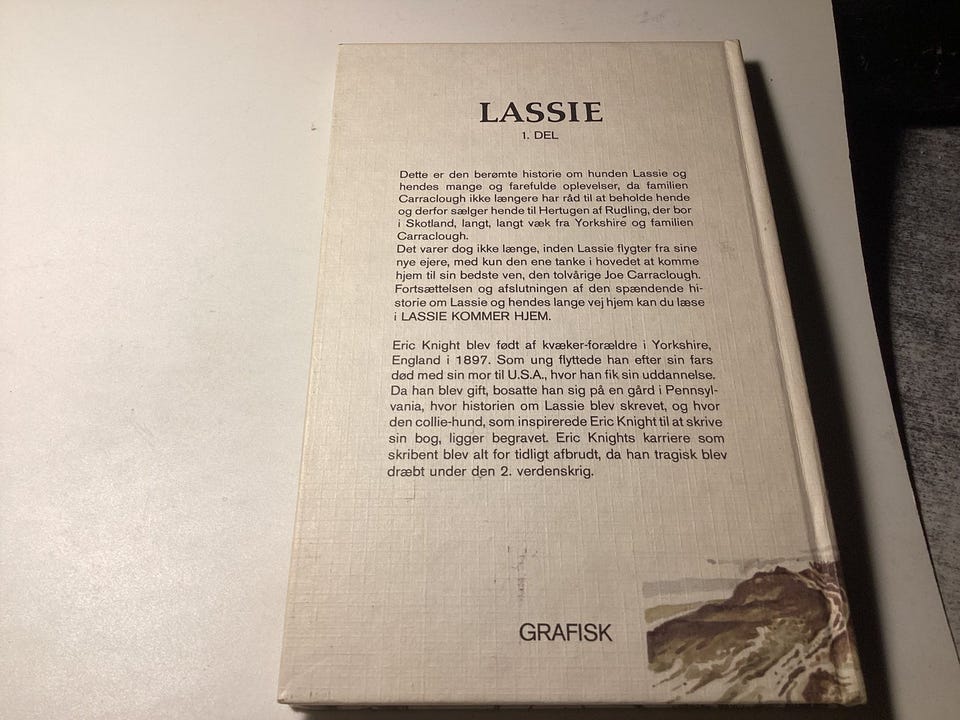 LASSIE
1. DEL
Dette er den berømte historie om hunden Lassie og
hendes mange og farefulde oplevelser, da familien
Carraclough ikke længere har råd til at beholde hende
og derfor sælger hende til Hertugen af Rudling, der bor
i Skotland, langt, langt væk fra Yorkshire og familien
Carraclough.
Det varer dog ikke længe, inden Lassie flygter fra sine
nye ejere, med kun den ene tanke i hovedet at komme
hjem til sin bedste ven, den tolvårige Joe Carraclough.
Fortsættelsen og afslutningen af den spændende hi-
storie om Lassie og hendes lange vej hjem kan du læse
i LASSIE KOMMER HJEM.
Eric Knight blev født af kvæker-forældre i Yorkshire,
England i 1897. Som ung flyttede han efter sin fars
død med sin mor til U.S.A., hvor han fik sin uddannelse.
Da han blev gift, bosatte han sig på en gård i Pennsyl-
vania, hvor historien om Lassie blev skrevet, og hvor
den collie-hund, som inspirerede Eric Knight til at skrive
sin bog, ligger begravet. Eric Knights karriere som
skribent blev alt for tidligt afbrudt, da han tragisk blev
dræbt under den 2. verdenskrig.
GRAFISK